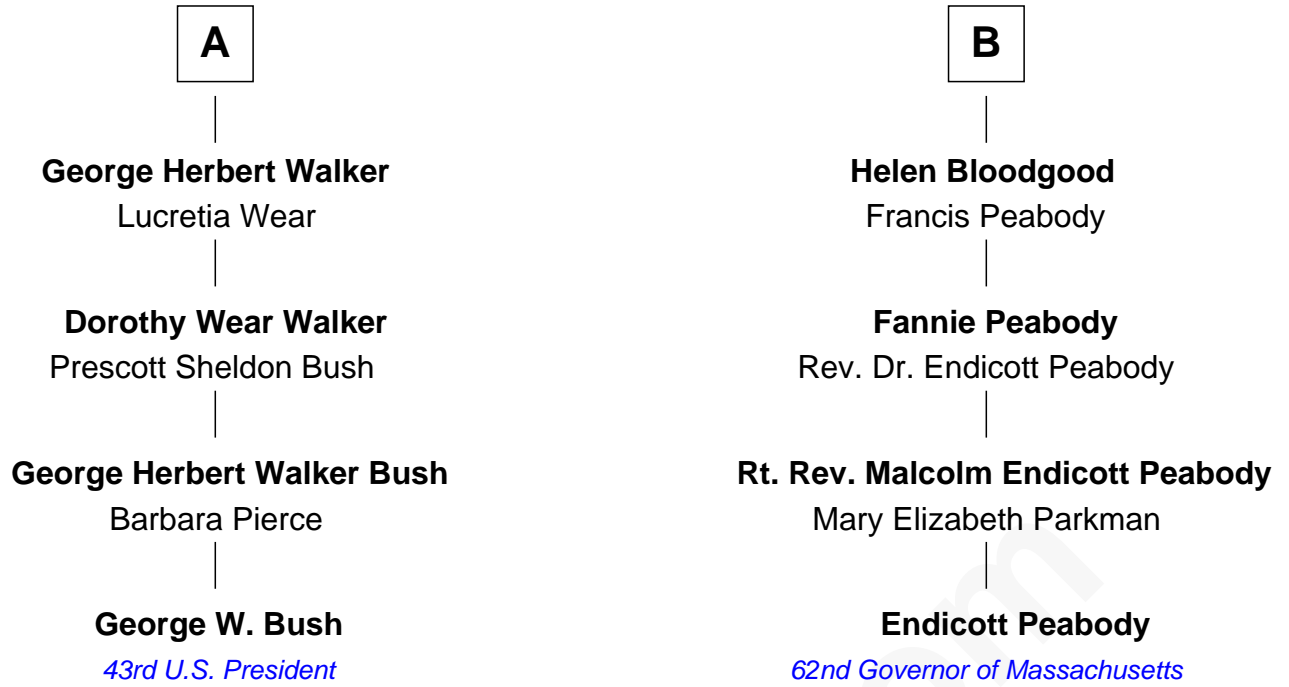 A
George Herbert Walker
Lucretia Wear
Dorothy Wear Walker
Prescott Sheldon Bush
George Herbert Walker Bush
Barbara Pierce
George W. Bush
43rd U.S. President
B
Helen Bloodgood
Francis Peabody
Fannie Peabody
Rev. Dr. Endicott Peabody
Rt. Rev. Malcolm Endicott Peabody
Mary Elizabeth Parkman
Endicott Peabody
62nd Governor of Massachusetts